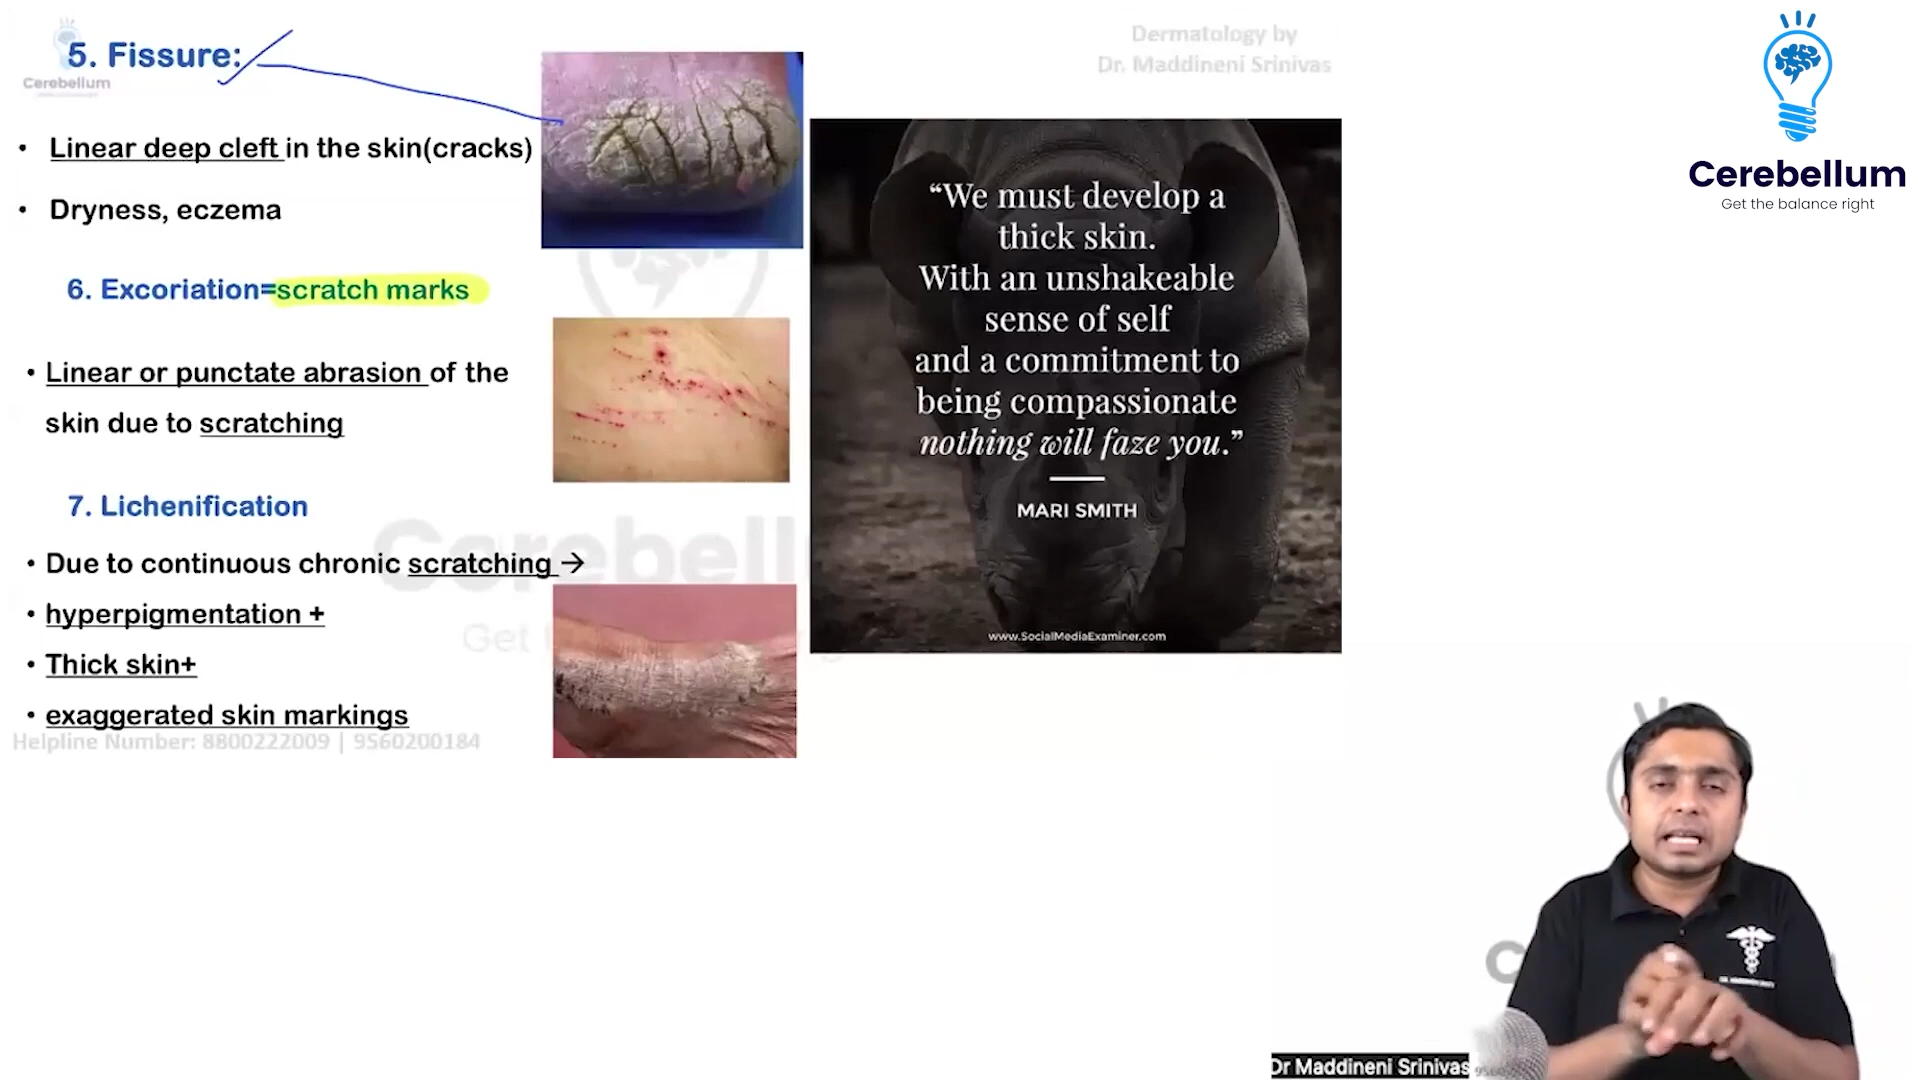 5. Fissure:
Cerebellum
• Linear deep cleft in the skin(cracks)
• Dryness, eczema
6. Excoriation=scratch marks
• Linear or punctate abrasion of the
skin due to scratching
7. Lichenification
• Due to continuous chronic scratching →
• hyperpigmentation +
• Thick skin+
• exaggerated skin markings
Helpline Number: 8800222009 | 9560200184
Dermatology by
Dr. Maddineni Srinivas
“We must develop a
thick skin.
With an unshakeable
sense of self
and a commitment to
being compassionate
nothing will faze you.”
MARI SMITH
www.SocialMediaExaminer.com
Cerebellum
Get the balance right
Cerebell
Get t
Dr Maddineni Srinivas